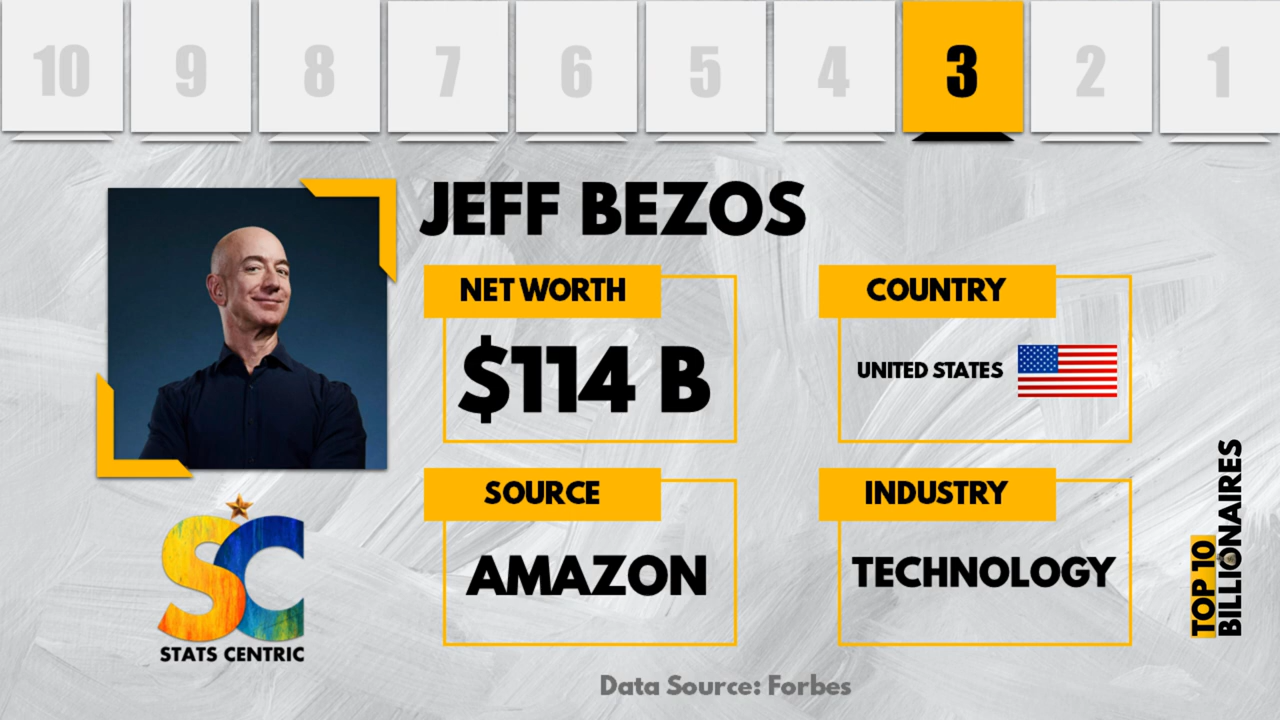 10 9 8 7 6 5 4 3 2 1
JEFF BEZOS
NET WORTH
$114 B
COUNTRY
UNITED STATES
SOURCE
AMAZON
INDUSTRY
TECHNOLOGY
TOP 10
BILLIONAIRES
SC
STATS CENTRIC
Data Source: Forbes